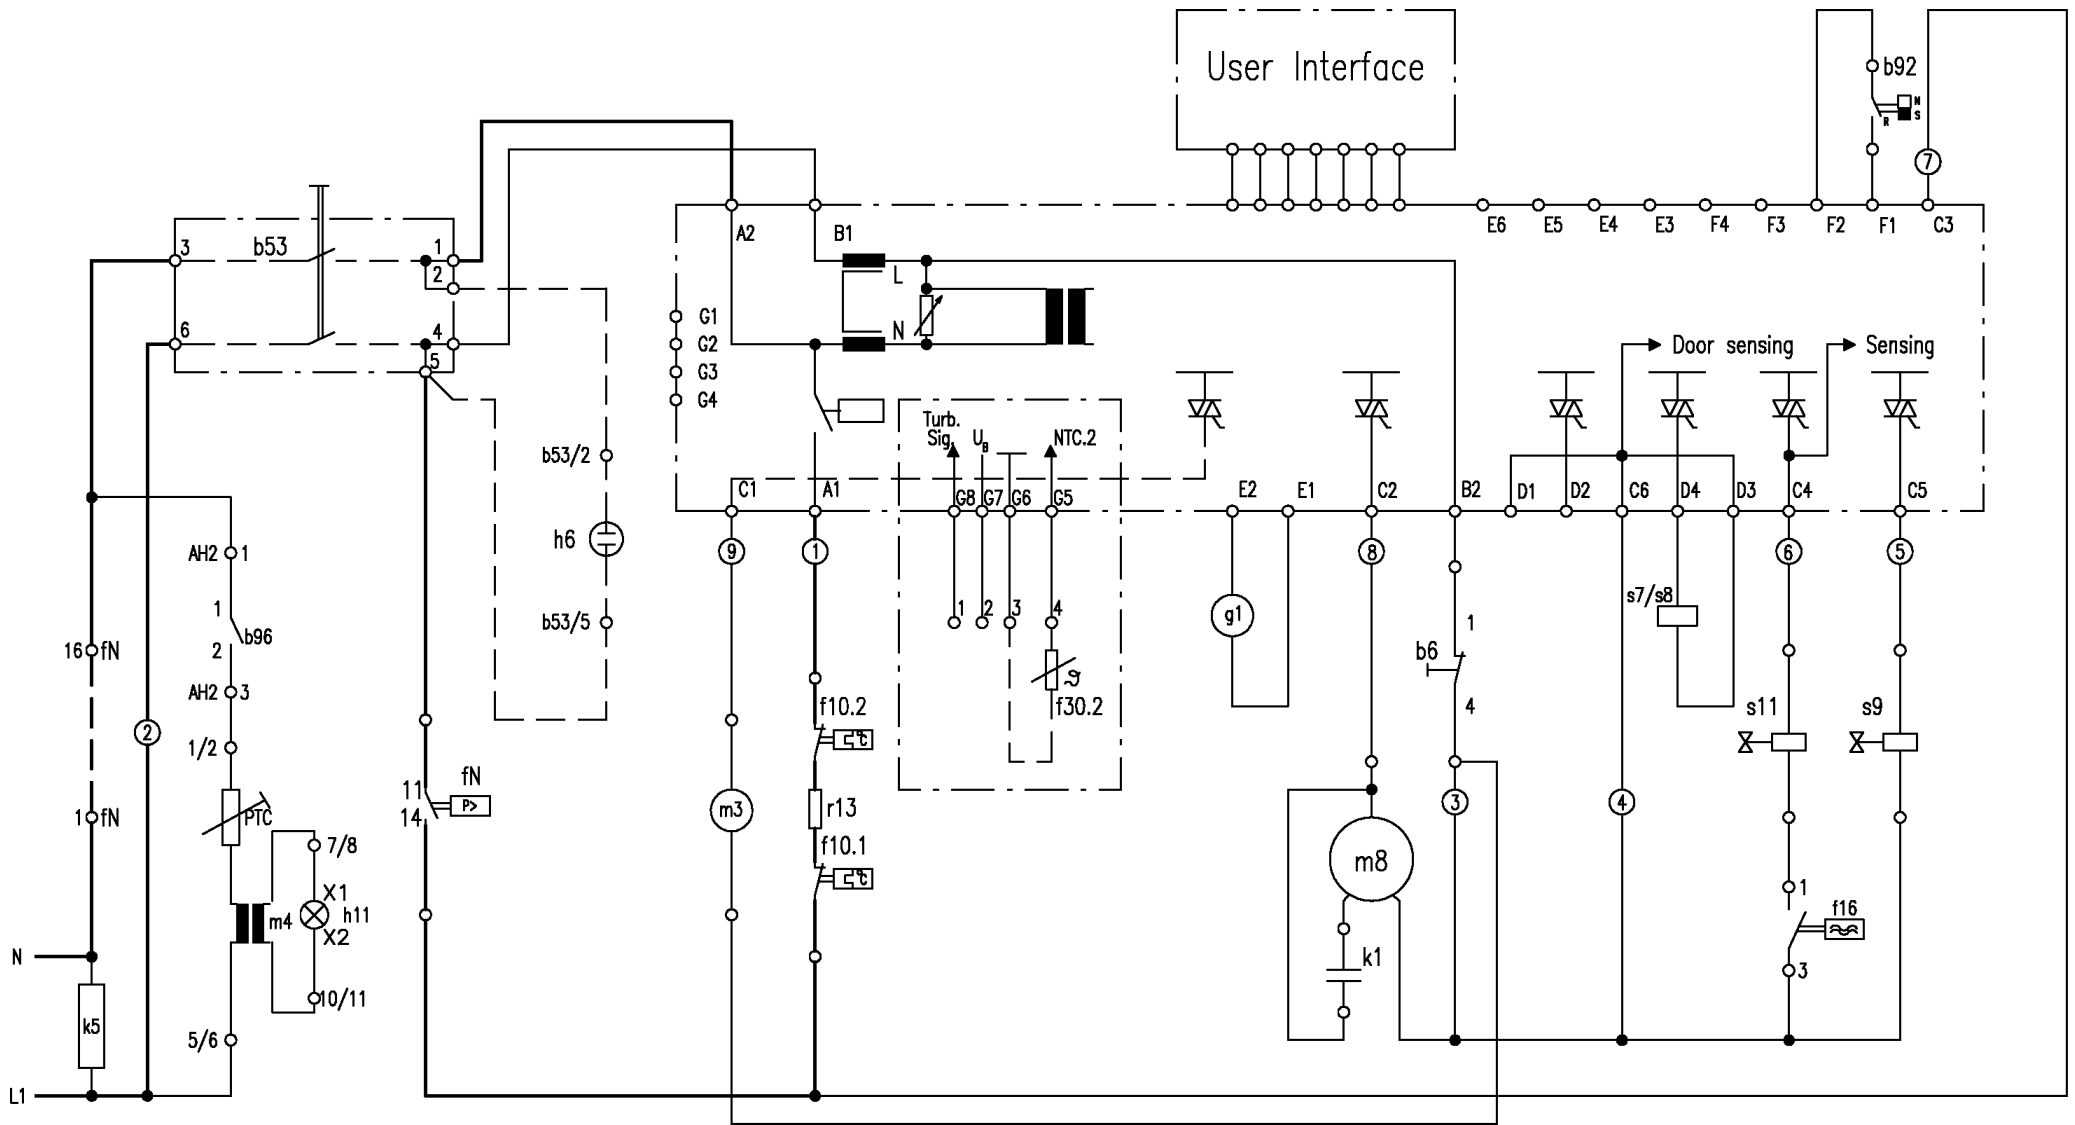 User Interface
b92
N
S
R
7
A2
B1
E6
E5
E4
E3
F4
F3
F2
F1
C3
3
b53
1
2
6
4
5
L
N
G1
G2
G3
G4
Door sensing
Sensing
Turb.
Sig.
UB
NTC.2
b53/2
C1
A1
G8
G7
G6
G5
E2
E1
C2
B2
D1
D2
C6
D4
D3
C4
C5
h6
9
1
8
6
5
AH2
1
1
b96
2
16
fN
AH2
3
b53/5
1
2
3
4
g1
s7/s8
1
b6
4
f30.2
f10.2
°C
s11
s9
2
1/2
PTC
1
fN
11
fN
P>
14
m3
r13
f10.1
°C
3
4
7/8
X1
h11
X2
m4
m8
1
f16
3
k1
N
10/11
k5
5/6
L1